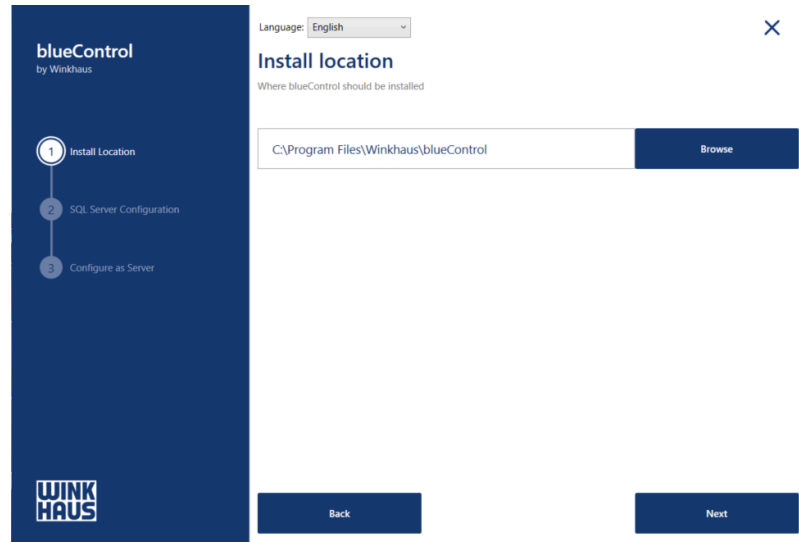 blueControl
by Winkhaus
1 Install Location
2 SQL Server Configuration
3 Configure as Server
WINK
HAUS
Language: English
Install location
Where blueControl should be installed
C:\Program Files\Winkhaus\blueControl Browse
Back Next